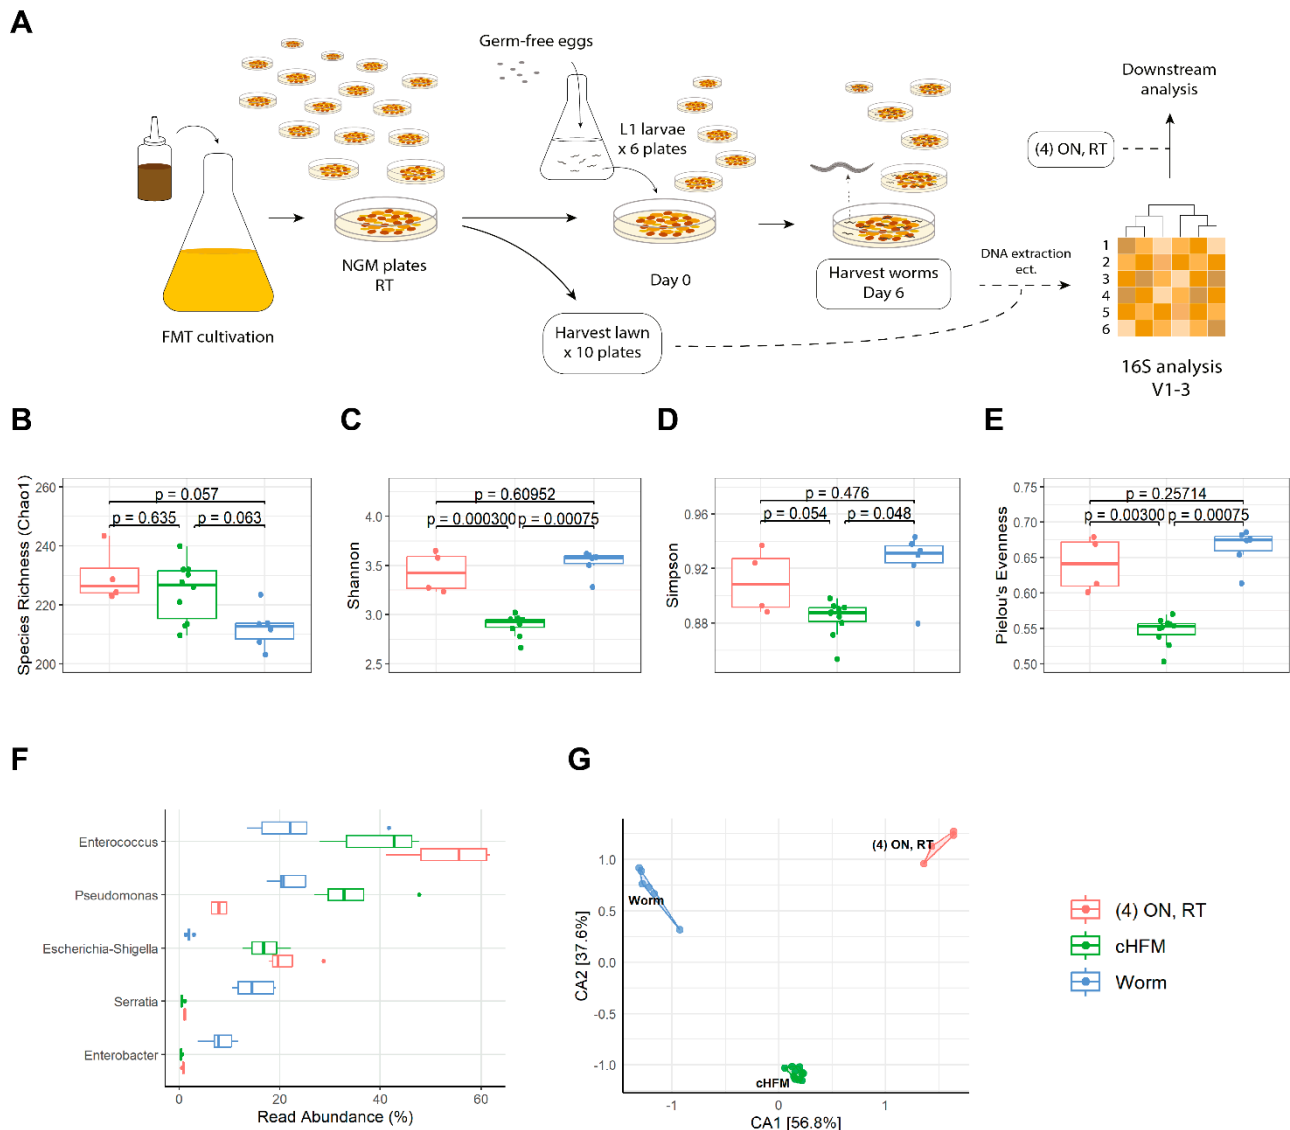 A
Germ-free eggs
Downstream
analysis
L1 larvae
x 6 plates
(4) ON, RT
NGM plates
RT
Day 0
Harvest worms
Day 6
DNA extraction
ect.
1
2
3
4
5
6
FMT cultivation
Harvest lawn
x 10 plates
16S analysis
V1-3
B
Species Richness (Chao1)
260
240
220
200
p = 0.057
p = 0.635
p = 0.063
C
Shannon
4.0
3.5
3.0
2.5
p = 0.60952
p = 0.000300
p = 0.00075
D
Simpson
0.96
0.92
0.88
p = 0.476
p = 0.054
p = 0.048
E
Pielou's Evenness
0.75
0.70
0.65
0.60
0.55
0.50
p = 0.25714
p = 0.00300
p = 0.00075
F
Enterococcus
Pseudomonas
Escherichia-Shigella
Serratia
Enterobacter
0
20
40
60
Read Abundance (%)
G
CA2 [37.6%]
1.0
0.5
0.0
-0.5
-1.0
(4) ON, RT
Worm
cHFM
-1
0
1
CA1 [56.8%]
(4) ON, RT
cHFM
Worm